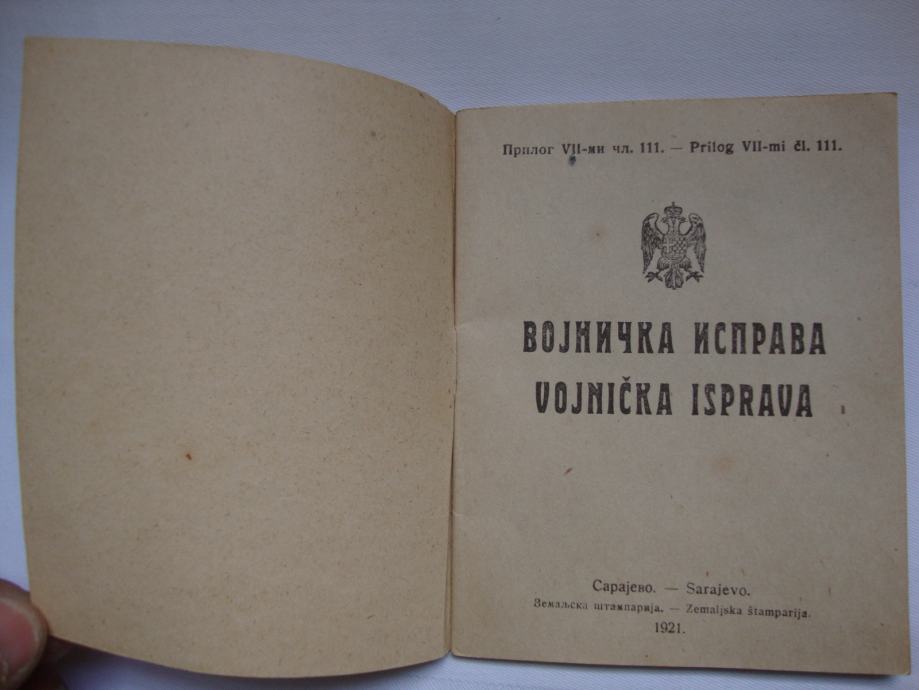 Прилог VII-ми чл. 111. — Prilog VII-mi čl. 111.
ВОЈНИЧКА ИСПРАВА
VOJNIČKA ISPRAVA
Сарајево. — Sarajevo.
Земаљска штампарија. — Zemaljska štamparija.
1921.